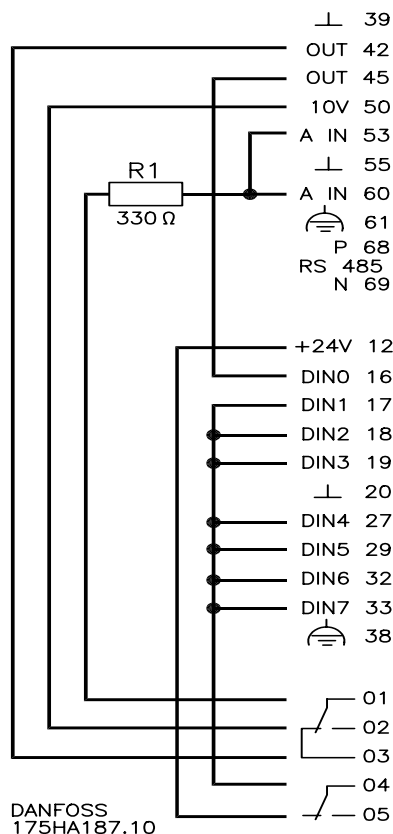 ⊥ 39
OUT 42
OUT 45
10V 50
A IN 53
⊥ 55
R1
A IN 60
330 Ω
61
P 68
RS 485
N 69
+24V 12
DIN0 16
DIN1 17
DIN2 18
DIN3 19
⊥ 20
DIN4 27
DIN5 29
DIN6 32
DIN7 33
38
01
02
03
04
05
DANFOSS
175HA187.10